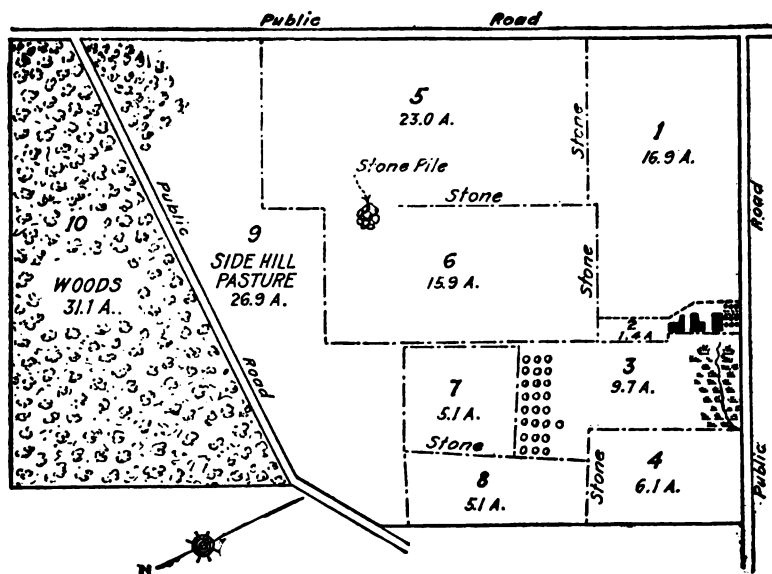 Public Road
5
23.0 A.
Stone
1
16.9 A.
Stone Pile
Stone
Public
Road
10
WOODS
31.1 A.
9
SIDE HILL
PASTURE
26.9 A.
6
15.9 A.
Stone
2
1.4 A
Road
7
5.1 A.
Stone
3
9.7 A.
8
5.1 A.
Stone
4
6.1 A.
Public
N